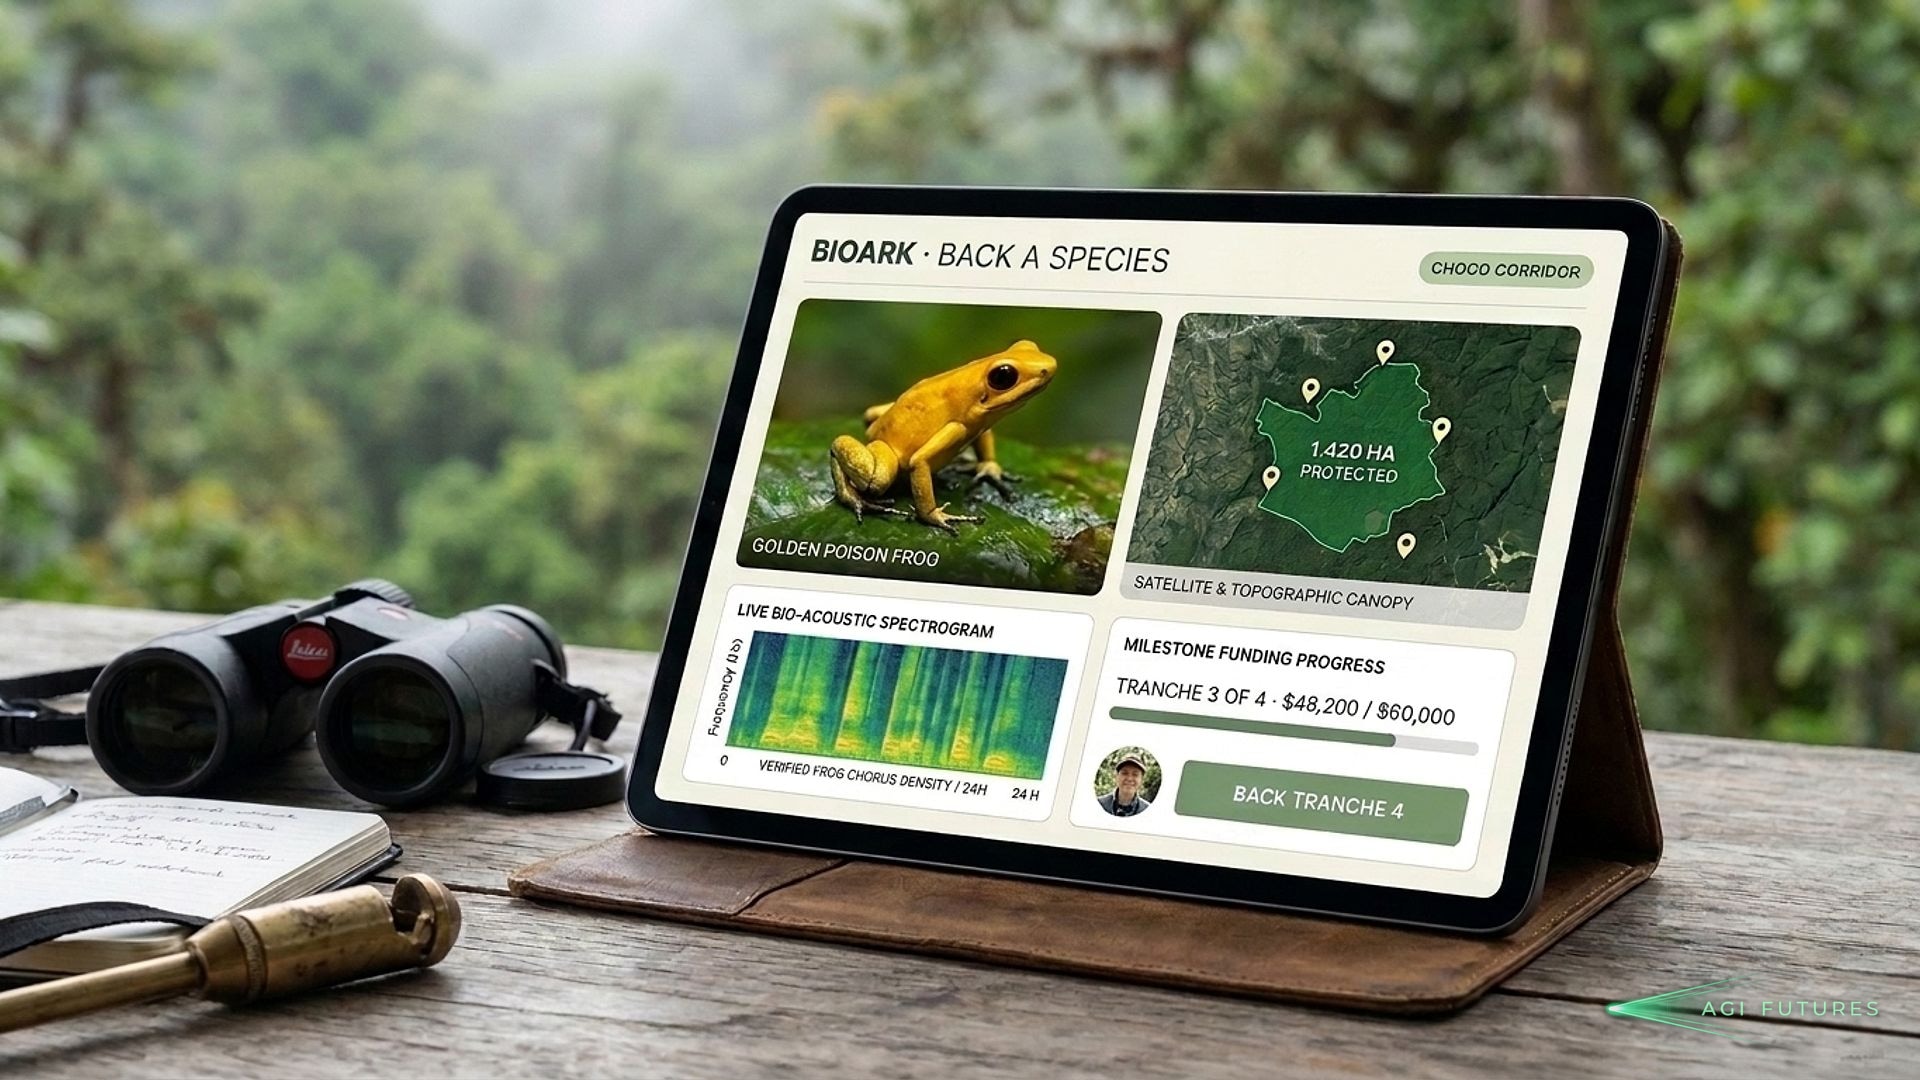 BIOARK · BACK A SPECIES
CHOCO CORRIDOR
GOLDEN POISON FROG
1.420 HA
PROTECTED
SATELLITE & TOPOGRAPHIC CANOPY
LIVE BIO-ACOUSTIC SPECTROGRAM
0
VERIFIED FROG CHORUS DENSITY / 24H
24 H
MILESTONE FUNDING PROGRESS
TRANCHE 3 OF 4 · $48,200 / $60,000
BACK TRANCHE 4
AGI FUTURES